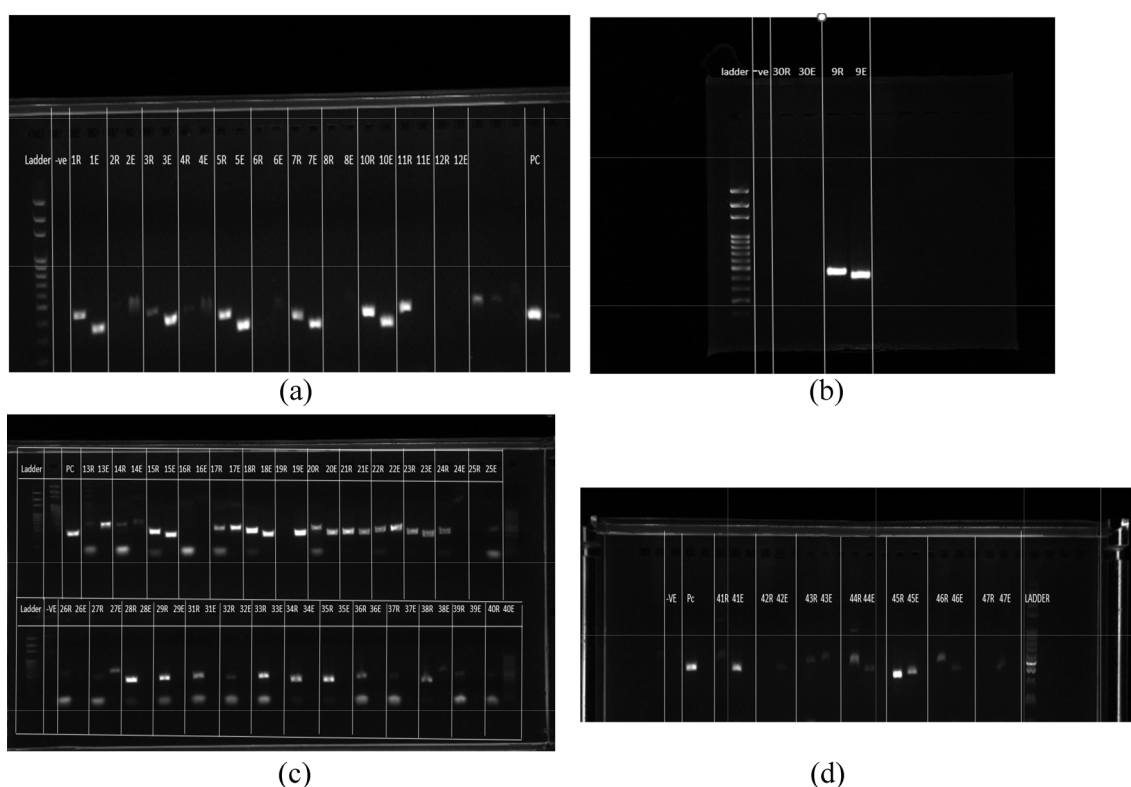 Ladder -ve 1R 1E 2R 2E 3R 3E 4R 4E 5R 5E 6R 6E 7R 7E 8R 8E 10R 10E 11R 11E 12R 12E PC
(a)
ladder -ve 30R 30E 9R 9E
(b)
Ladder PC 13R 13E 14R 14E 15R 15E 16R 16E 17R 17E 18R 18E 19R 19E 20R 20E 21R 21E 22R 22E 23R 23E 24R 24E 25R 25E
Ladder -VE 26R 26E 27R 27E 28R 28E 29R 29E 31R 31E 32R 32E 33R 33E 34R 34E 35R 35E 36R 36E 37R 37E 38R 38E 39R 39E 40R 40E
(c)
-VE Pc 41R 41E 42R 42E 43R 43E 44R 44E 45R 45E 46R 46E 47R 47E LADDER
(d)